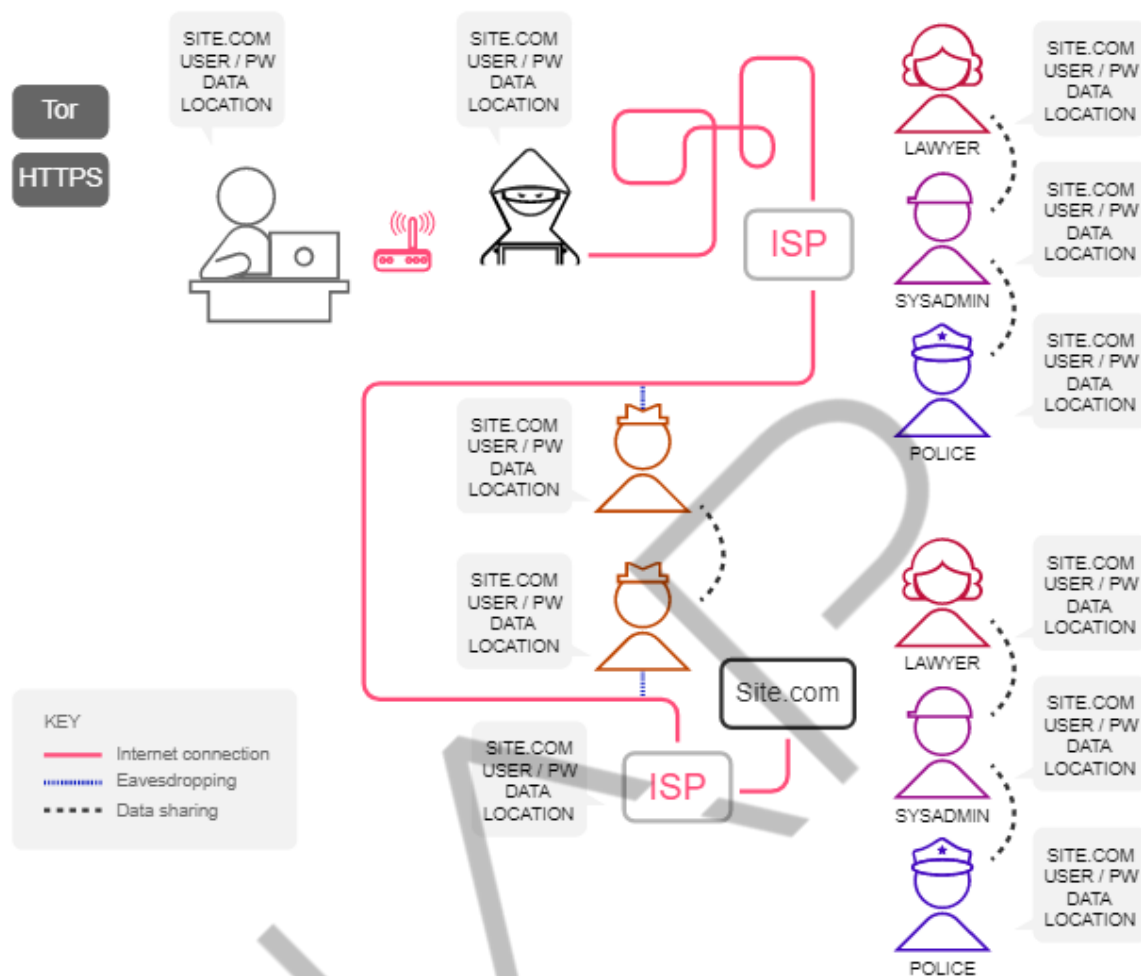 Tor
HTTPS
SITE.COM
USER / PW
DATA
LOCATION
SITE.COM
USER / PW
DATA
LOCATION
ISP
LAWYER
SITE.COM
USER / PW
DATA
LOCATION
SYSADMIN
SITE.COM
USER / PW
DATA
LOCATION
POLICE
SITE.COM
USER / PW
DATA
LOCATION
SITE.COM
USER / PW
DATA
LOCATION
SITE.COM
USER / PW
DATA
LOCATION
Site.com
SITE.COM
USER / PW
DATA
LOCATION
ISP
LAWYER
SITE.COM
USER / PW
DATA
LOCATION
SYSADMIN
SITE.COM
USER / PW
DATA
LOCATION
POLICE
SITE.COM
USER / PW
DATA
LOCATION
KEY
Internet connection
Eavesdropping
Data sharing